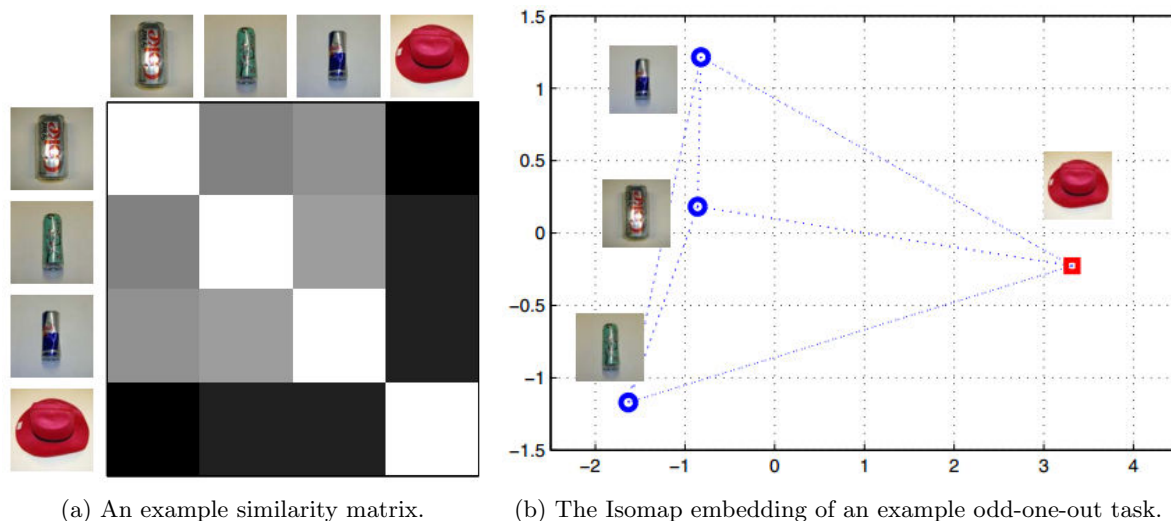 1.5
1
0.5
0
−0.5
−1
−1.5
−2 −1 0 1 2 3 4
(a) An example similarity matrix.
(b) The Isomap embedding of an example odd-one-out task.